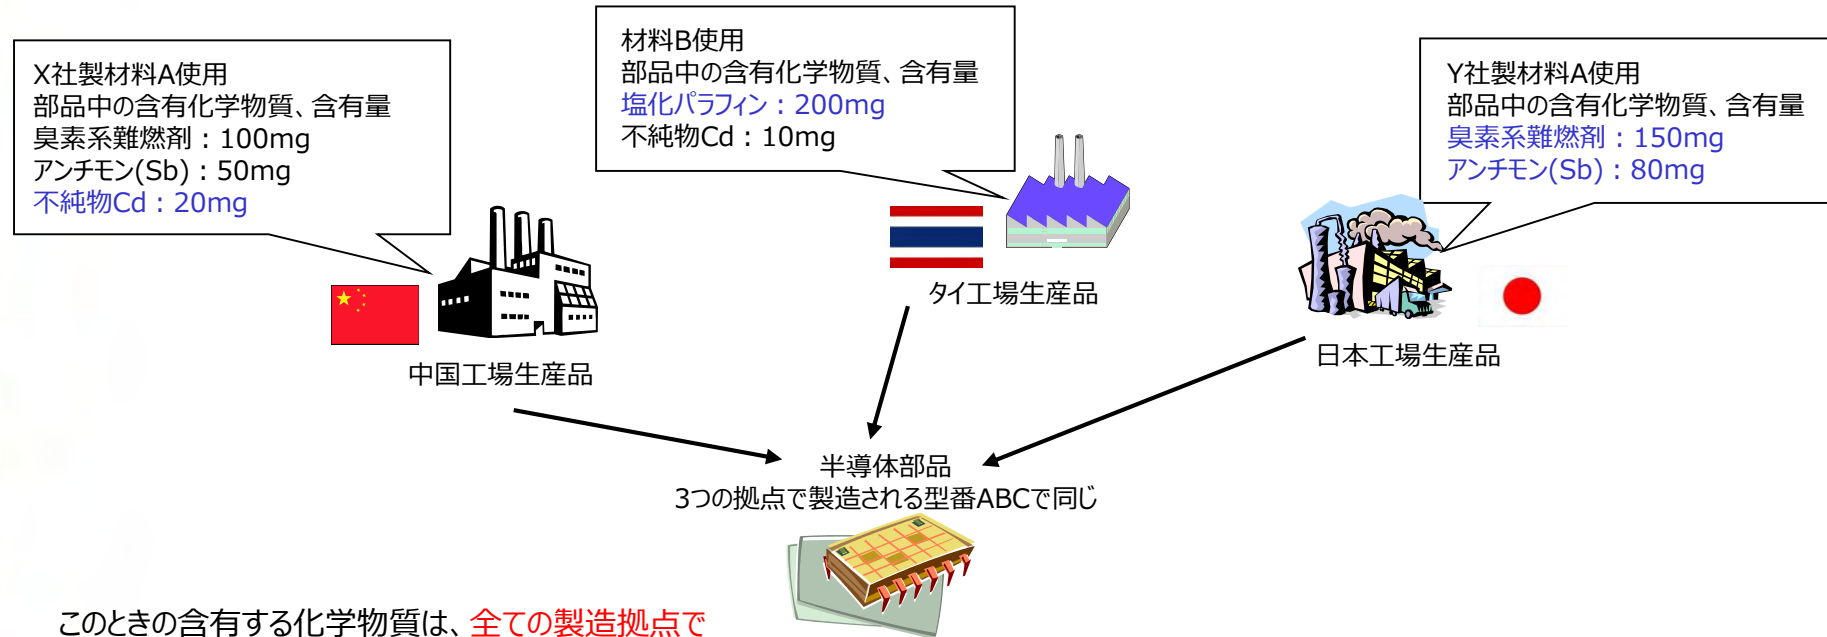 X社製材料A使用
部品中の含有化学物質、含有量
臭素系難燃剤：100mg
アンチモン(Sb)：50mg
不純物Cd：20mg
材料B使用
部品中の含有化学物質、含有量
塩化パラフィン：200mg
不純物Cd：10mg
Y社製材料A使用
部品中の含有化学物質、含有量
臭素系難燃剤：150mg
アンチモン(Sb)：80mg
中国工場生産品
タイ工場生産品
日本工場生産品
半導体部品
3つの拠点で製造される型番ABCで同じ
このときの含有する化学物質は、全ての製造拠点で